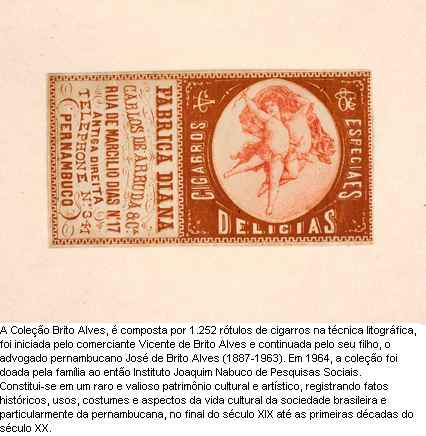 FABRICA DIANA
CARLOS DE ARRUDA & Cª
RUA DE MARCILIO DIAS, Nº 17
ANTIGA DIREITA
TELEPHONE Nº 341
(PERNAMBUCO)
CIGARROS
ESPECIAES
DELICIAS
A Coleção Brito Alves, é composta por 1.252 rótulos de cigarros na técnica litográfica,
foi iniciada pelo comerciante Vicente de Brito Alves e continuada pelo seu filho, o
advogado pernambucano José de Brito Alves (1887-1963). Em 1964, a coleção foi
doada pela família ao então Instituto Joaquim Nabuco de Pesquisas Sociais.
Constitui-se em um raro e valioso patrimônio cultural e artístico, registrando fatos
históricos, usos, costumes e aspectos da vida cultural da sociedade brasileira e
particularmente da pernambucana, no final do século XIX até as primeiras décadas do
século XX.